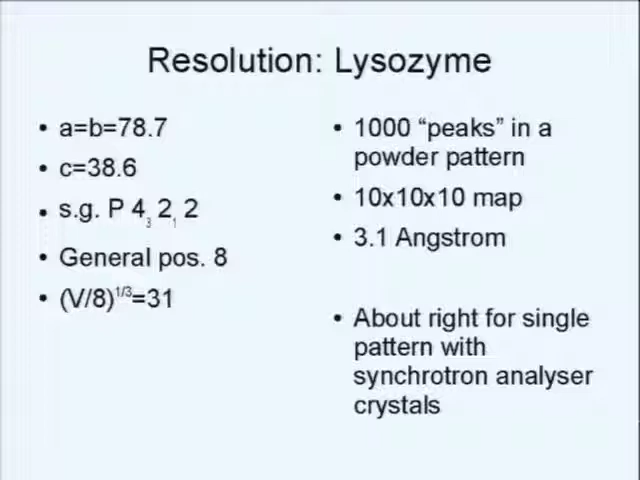 Resolution: Lysozyme
• a=b=78.7
• c=38.6
• s.g. P 4₃ 2₁ 2
• General pos. 8
• (V/8)^1/3=31
• 1000 “peaks” in a
powder pattern
• 10x10x10 map
• 3.1 Angstrom
• About right for single
pattern with
synchrotron analyser
crystals